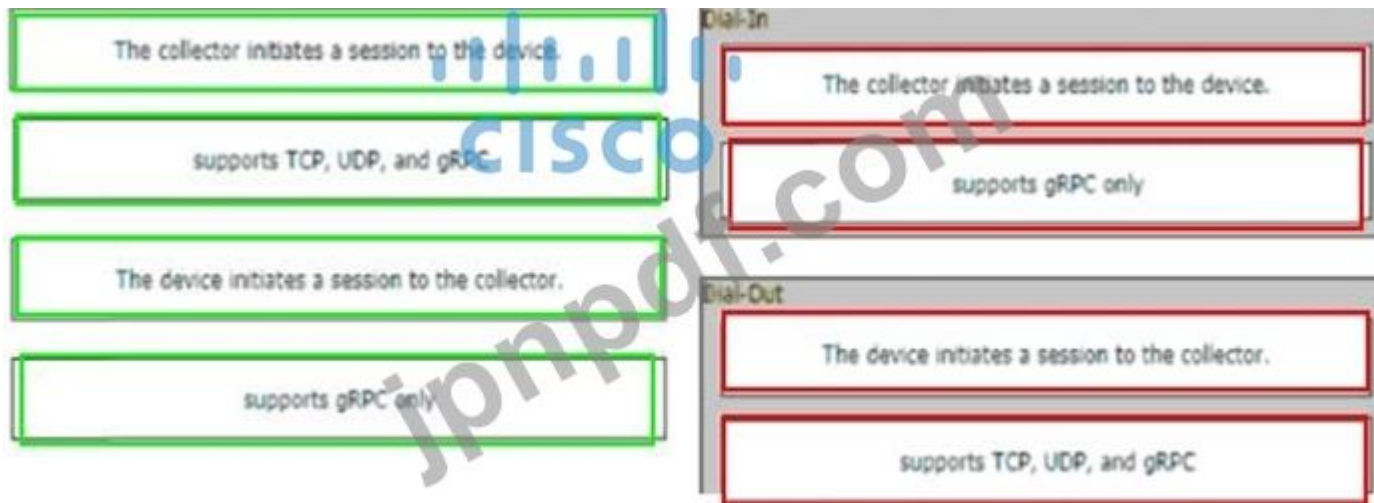 The collector initiates a session to the device.
supports TCP, UDP, and gRPC
The device initiates a session to the collector.
supports gRPC only
Dial-In
The collector initiates a session to the device.
supports gRPC only
Dial-Out
The device initiates a session to the collector.
supports TCP, UDP, and gRPC
CISCO
jpnpdf.com